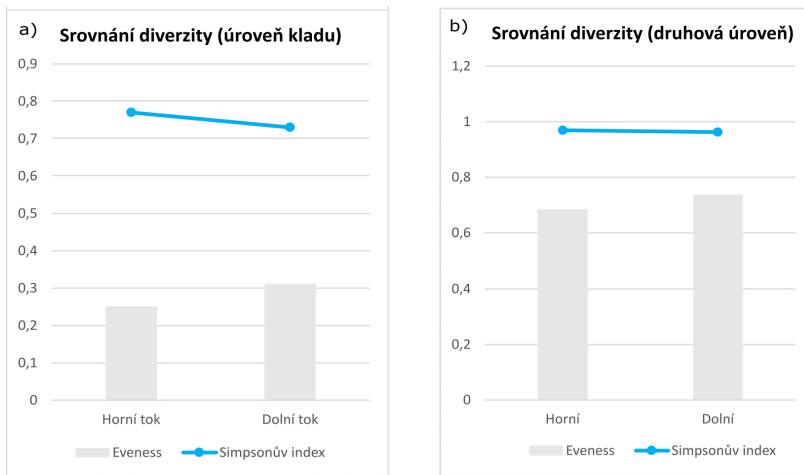 a)
Srovnání diverzity (úroveň kladu)
0,9
0,8
0,7
0,6
0,5
0,4
0,3
0,2
0,1
0
Horní tok Dolní tok
Eveness Simpsonův index
b)
Srovnání diverzity (druhová úroveň)
1,2
1
0,8
0,6
0,4
0,2
0
Horní Dolní
Eveness Simpsonův index